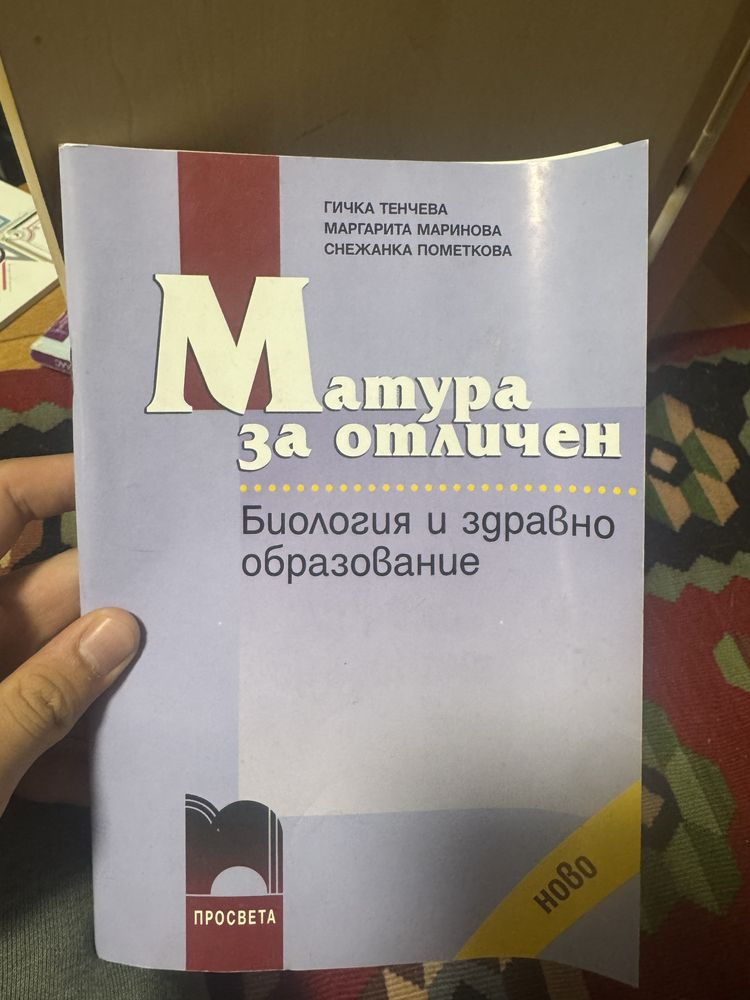 ГИЧКА ТЕНЧЕВА
МАРГАРИТА МАРИНОВА
СНЕЖАНКА ПОМЕТКОВА
Матура
за отличен
Биология и здравно
образование
ново
ПРОСВЕТА